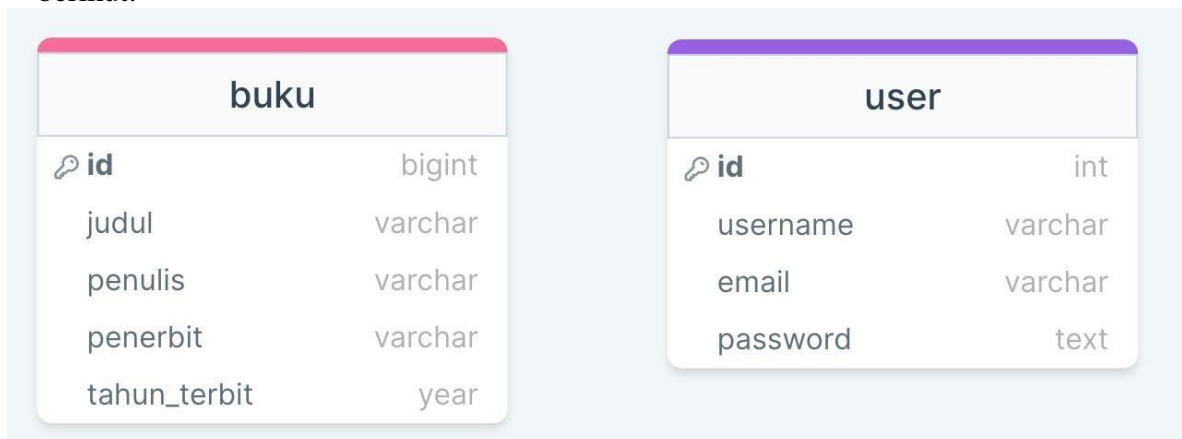 berikut:
buku
id bigint
judul varchar
penulis varchar
penerbit varchar
tahun_terbit year
user
id int
username varchar
email varchar
password text